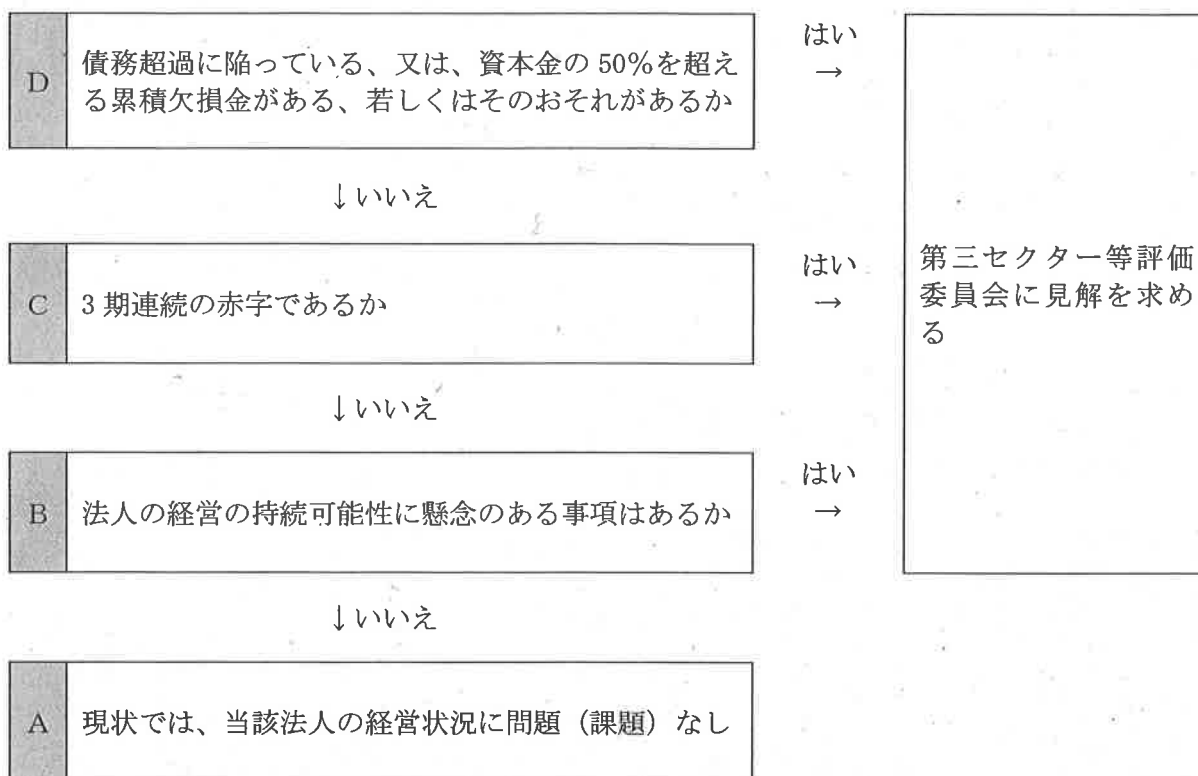 D
債務超過に陥っている、又は、資本金の50%を超え
る累積欠損金がある、若しくはそのおそれがあるか
はい
→
↓いいえ
C
3期連続の赤字であるか
はい
→
第三セクター等評価
委員会に見解を求め
る
↓いいえ
B
法人の経営の持続可能性に懸念のある事項はあるか
はい
→
↓いいえ
A
現状では、当該法人の経営状況に問題（課題）なし